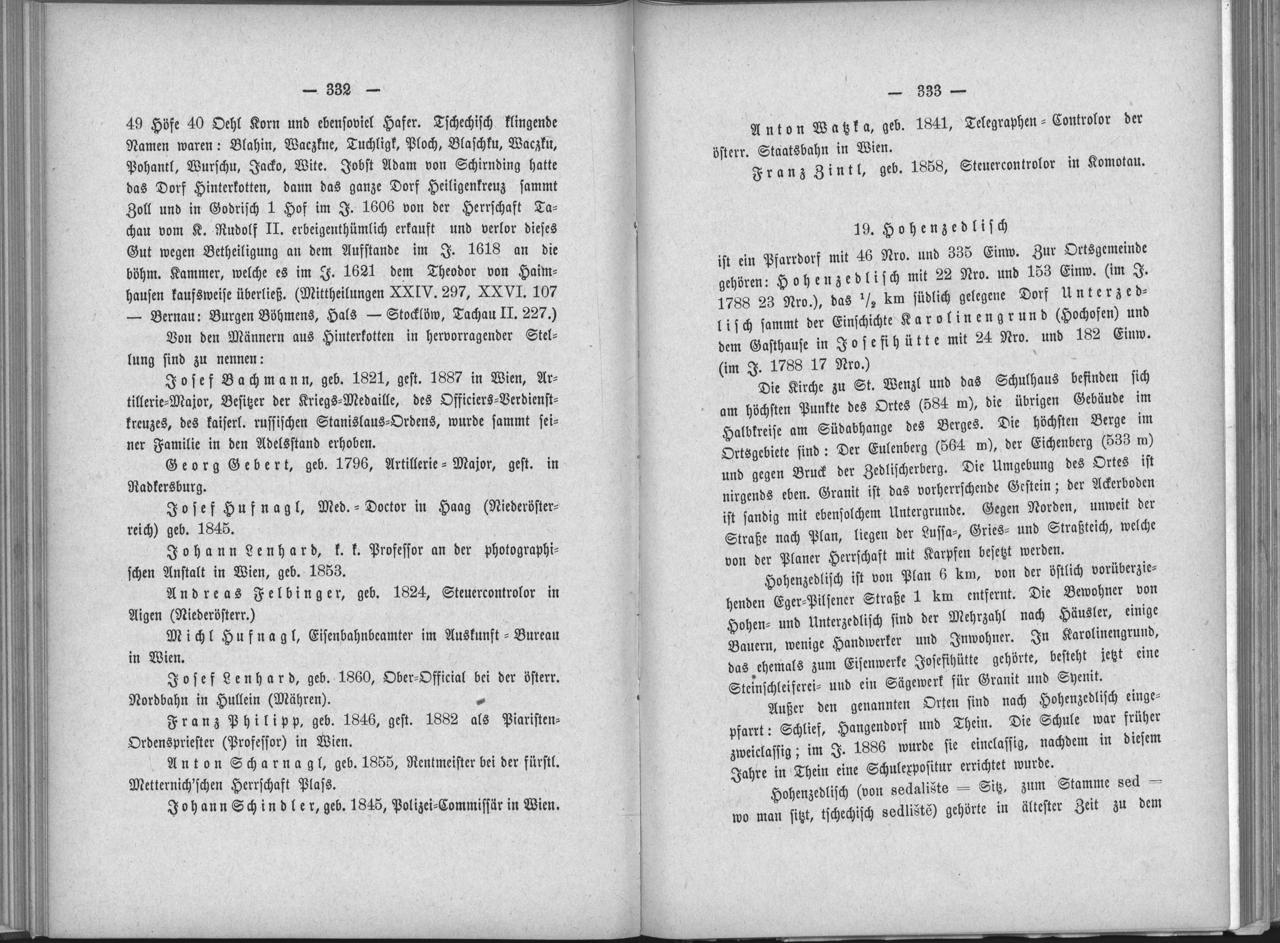 — 332 —
49 Höfe 40 Oehl Korn und ebensoviel Hafer. Tschechisch klingende
Namen waren: Blahin, Waczkne, Tuchligk, Ploch, Blaschku, Waczku,
Pohantl, Wurschu, Jacko, Wite. Jobst Adam von Schirnding hatte
das Dorf Hinterkotten, dann das ganze Dorf Heiligenkreuz sammt
Zoll und in Godrisch 1 Hof im J. 1606 von der Herrschaft Ta-
chau vom K. Rudolf II. erbeigenthümlich erkauft und verlor dieses
Gut wegen Betheiligung an dem Aufstande im J. 1618 an die
böhm. Kammer, welche es im J. 1621 dem Theodor von Haim-
hausen kaufsweise überließ. (Mittheilungen XXIV. 297, XXVI. 107
— Bernau: Burgen Böhmens, Hals — Stocklöw, Tachau II. 227.)
Von den Männern aus Hinterkotten in hervorragender Stel-
lung sind zu nennen:
Josef Bachmann, geb. 1821, gest. 1887 in Wien, Ar-
tillerie-Major, Besitzer der Kriegs-Medaille, des Officiers-Verdienst-
kreuzes, des kaiserl. russischen Stanislaus-Ordens, wurde sammt sei-
ner Familie in den Adelsstand erhoben.
Georg Gebert, geb. 1796, Artillerie-Major, gest. in
Radkersburg.
Josef Hufnagl, Med.-Doctor in Haag (Niederöster-
reich) geb. 1845.
Johann Lenhard, k. k. Professor an der photographi-
schen Anstalt in Wien, geb. 1853.
Andreas Felbinger, geb. 1824, Steuercontrolor in
Aigen (Niederösterr.)
Michl Hufnagl, Eisenbahnbeamter im Auskunft-Bureau
in Wien.
Josef Lenhard, geb. 1860, Ober-Official bei der österr.
Nordbahn in Hullein (Mähren).
Franz Philipp, geb. 1846, gest. 1882 als Piaristen-
Ordenspriester (Professor) in Wien.
Anton Scharnagl, geb. 1855, Rentmeister bei der fürstl.
Metternich'schen Herrschaft Plass.
Johann Schindler, geb. 1845, Polizei-Commissär in Wien.
— 333 —
Anton Watzka, geb. 1841, Telegraphen-Controlor der
österr. Staatsbahn in Wien.
Franz Zintl, geb. 1858, Steuercontrolor in Komotau.
19. Hohenzedlisch
ist ein Pfarrdorf mit 46 Nro. und 335 Einw. Zur Ortsgemeinde
gehören: Hohenzedlisch mit 22 Nro. und 153 Einw. (im J.
1788 23 Nro.), das 1/2 km südlich gelegene Dorf Unterzed-
lisch sammt der Einschichte Karolinengrund (Hochofen) und
dem Gasthause in Josefihütte mit 24 Nro. und 182 Einw.
(im J. 1788 17 Nro.)
Die Kirche zu St. Wenzl und das Schulhaus befinden sich
am höchsten Punkte des Ortes (584 m), die übrigen Gebäude im
Halbkreise am Südabhange des Berges. Die höchsten Berge im
Ortsgebiete sind: Der Eulenberg (564 m), der Eichenberg (533 m)
und gegen Bruck der Zedlischerberg. Die Umgebung des Ortes ist
nirgends eben. Granit ist das vorherrschende Gestein; der Ackerboden
ist sandig mit ebensolchem Untergrunde. Gegen Norden, unweit der
Straße nach Plan, liegen der Lussa-, Gries- und Straßteich, welche
von der Planer Herrschaft mit Karpfen besetzt werden.
Hohenzedlisch ist von Plan 6 km, von der östlich vorüberzie-
henden Eger-Pilsener Straße 1 km entfernt. Die Bewohner von
Hohen- und Unterzedlisch sind der Mehrzahl nach Häusler, einige
Bauern, wenige Handwerker und Inwohner. In Karolinengrund,
das ehemals zum Eisenwerke Josefihütte gehörte, besteht jetzt eine
Steinschleiferei- und ein Sägewerk für Granit und Syenit.
Außer den genannten Orten sind nach Hohenzedlisch einge-
pfarrt: Schlief, Hangendorf und Thein. Die Schule war früher
zweiclassig; im J. 1886 wurde sie einclassig, nachdem in diesem
Jahre in Thein eine Schulexpositur errichtet wurde.
Hohenzedlisch (von sedalište = Sitz, zum Stamme sed =
wo man sitzt, tschechisch sedliště) gehörte in ältester Zeit zu dem